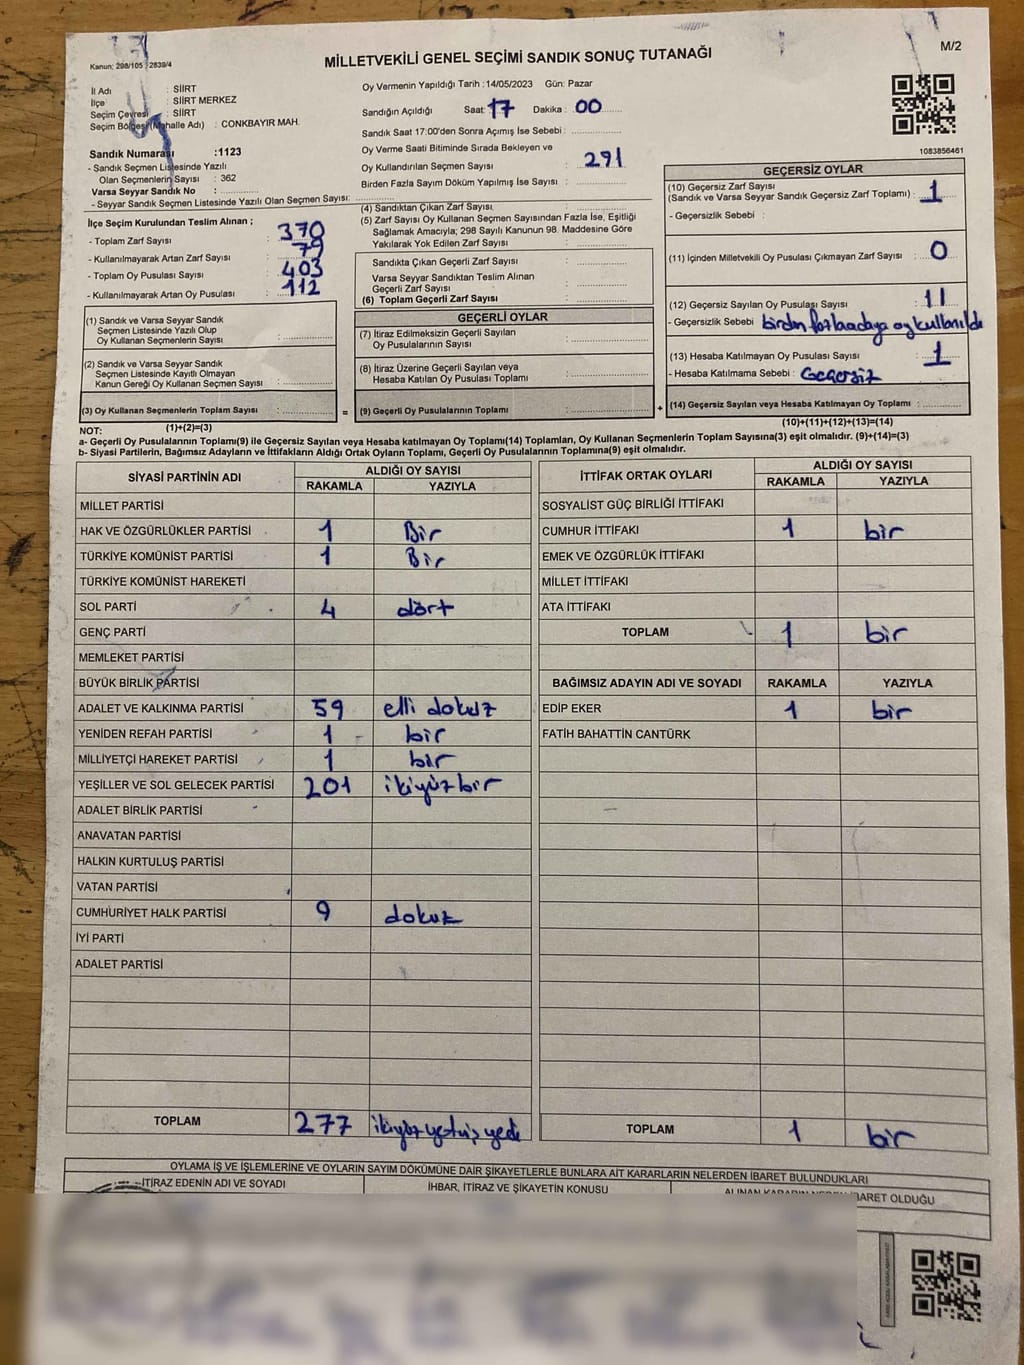 M/2
Kanun: 298/105 ; 2839/4
MİLLETVEKİLİ GENEL SEÇİMİ SANDIK SONUÇ TUTANAĞI
İl Adı : SİİRT
İlçe : SİİRT MERKEZ
Seçim Çevresi : SİİRT
Seçim Bölgesi(Mahalle Adı) : CONKBAYIR MAH.
Sandık Numarası :1123
- Sandık Seçmen Listesinde Yazılı
Olan Seçmenlerin Sayısı : 362
Varsa Seyyar Sandık No :
- Seyyar Sandık Seçmen Listesinde Yazılı Olan Seçmen Sayısı:
Oy Vermenin Yapıldığı Tarih :14/05/2023 Gün: Pazar
Sandığın Açıldığı Saat: 17 Dakika : 00
Sandık Saat 17:00'den Sonra Açımış İse Sebebi :
Oy Verme Saati Bitiminde Sırada Bekleyen ve
Oy Kullandırılan Seçmen Sayısı : 291
Birden Fazla Sayım Döküm Yapılmış İse Sayısı :
1083856461
İlçe Seçim Kurulundan Teslim Alınan ;
- Toplam Zarf Sayısı : 370
- Kullanılmayarak Artan Zarf Sayısı : 79
- Toplam Oy Pusulası Sayısı : 403
- Kullanılmayarak Artan Oy Pusulası : 112
(4) Sandıktan Çıkan Zarf Sayısı
(5) Zarf Sayısı Oy Kullanan Seçmen Sayısından Fazla İse, Eşitliği
Sağlamak Amacıyla; 298 Sayılı Kanunun 98. Maddesine Göre
Yakılarak Yok Edilen Zarf Sayısı :
Sandıkta Çıkan Geçerli Zarf Sayısı :
Varsa Seyyar Sandıktan Teslim Alınan
Geçerli Zarf Sayısı :
(6) Toplam Geçerli Zarf Sayısı :
GEÇERSİZ OYLAR
(10) Geçersiz Zarf Sayısı
(Sandık ve Varsa Seyyar Sandık Geçersiz Zarf Toplamı) : 1
- Geçersizlik Sebebi :
(11) İçinden Milletvekili Oy Pusulası Çıkmayan Zarf Sayısı : 0
(12) Geçersiz Sayılan Oy Pusulası Sayısı : 11
- Geçersizlik Sebebi birden fazla adaya oy kullanıldı
(13) Hesaba Katılmayan Oy Pusulası Sayısı : 1
- Hesaba Katılmama Sebebi : Geçersiz
(14) Geçersiz Sayılan veya Hesaba Katılmayan Oy Toplamı :
(10)+(11)+(12)+(13)=(14)
(1) Sandık ve Varsa Seyyar Sandık
Seçmen Listesinde Yazılı Olup
Oy Kullanan Seçmenlerin Sayısı :
(2) Sandık ve Varsa Seyyar Sandık
Seçmen Listesinde Kayıtlı Olmayan
Kanun Gereği Oy Kullanan Seçmen Sayısı :
(3) Oy Kullanan Seçmenlerin Toplam Sayısı :
(1)+(2)=(3)
=
GEÇERLİ OYLAR
(7) İtiraz Edilmeksizin Geçerli Sayılan
Oy Pusulalarının Sayısı :
(8) İtiraz Üzerine Geçerli Sayılan veya
Hesaba Katılan Oy Pusulası Toplamı :
(9) Geçerli Oy Pusulalarının Toplamı :
+
NOT:
a- Geçerli Oy Pusulalarının Toplamı(9) ile Geçersiz Sayılan veya Hesaba katılmayan Oy Toplamı(14) Toplamları, Oy Kullanan Seçmenlerin Toplam Sayısına(3) eşit olmalıdır. (9)+(14)=(3)
b- Siyasi Partilerin, Bağımsız Adayların ve İttifakların Aldığı Ortak Oyların Toplamı, Geçerli Oy Pusulalarının Toplamına(9) eşit olmalıdır.
SİYASİ PARTİNİN ADI ALDIĞI OY SAYISI
RAKAMLA YAZIYLA
MİLLET PARTİSİ
HAK VE ÖZGÜRLÜKLER PARTİSİ 1 Bir
TÜRKİYE KOMÜNİST PARTİSİ 1 Bir
TÜRKİYE KOMÜNİST HAREKETİ
SOL PARTİ 4 dört
GENÇ PARTİ
MEMLEKET PARTİSİ
BÜYÜK BİRLİK PARTİSİ
ADALET VE KALKINMA PARTİSİ 59 elli dokuz
YENİDEN REFAH PARTİSİ 1 bir
MİLLİYETÇİ HAREKET PARTİSİ 1 bir
YEŞİLLER VE SOL GELECEK PARTİSİ 201 ikiyüz bir
ADALET BİRLİK PARTİSİ
ANAVATAN PARTİSİ
HALKIN KURTULUŞ PARTİSİ
VATAN PARTİSİ
CUMHURİYET HALK PARTİSİ 9 dokuz
İYİ PARTİ
ADALET PARTİSİ
TOPLAM 277 ikiyüz yetmiş yedi
İTTİFAK ORTAK OYLARI ALDIĞI OY SAYISI
RAKAMLA YAZIYLA
SOSYALİST GÜÇ BİRLİĞİ İTTİFAKI
CUMHUR İTTİFAKI 1 bir
EMEK VE ÖZGÜRLÜK İTTİFAKI
MİLLET İTTİFAKI
ATA İTTİFAKI
TOPLAM 1 bir
BAĞIMSIZ ADAYIN ADI VE SOYADI RAKAMLA YAZIYLA
EDİP EKER 1 bir
FATİH BAHATTİN CANTÜRK
TOPLAM 1 bir
OYLAMA İŞ VE İŞLEMLERİNE VE OYLARIN SAYIM DÖKÜMÜNE DAİR ŞİKAYETLERLE BUNLARA AİT KARARLARIN NELERDEN İBARET BULUNDUKLARI
İTİRAZ EDENİN ADI VE SOYADI İHBAR, İTİRAZ VE ŞİKAYETİN KONUSU ALINAN KARARIN NEDEN İBARET OLDUĞU